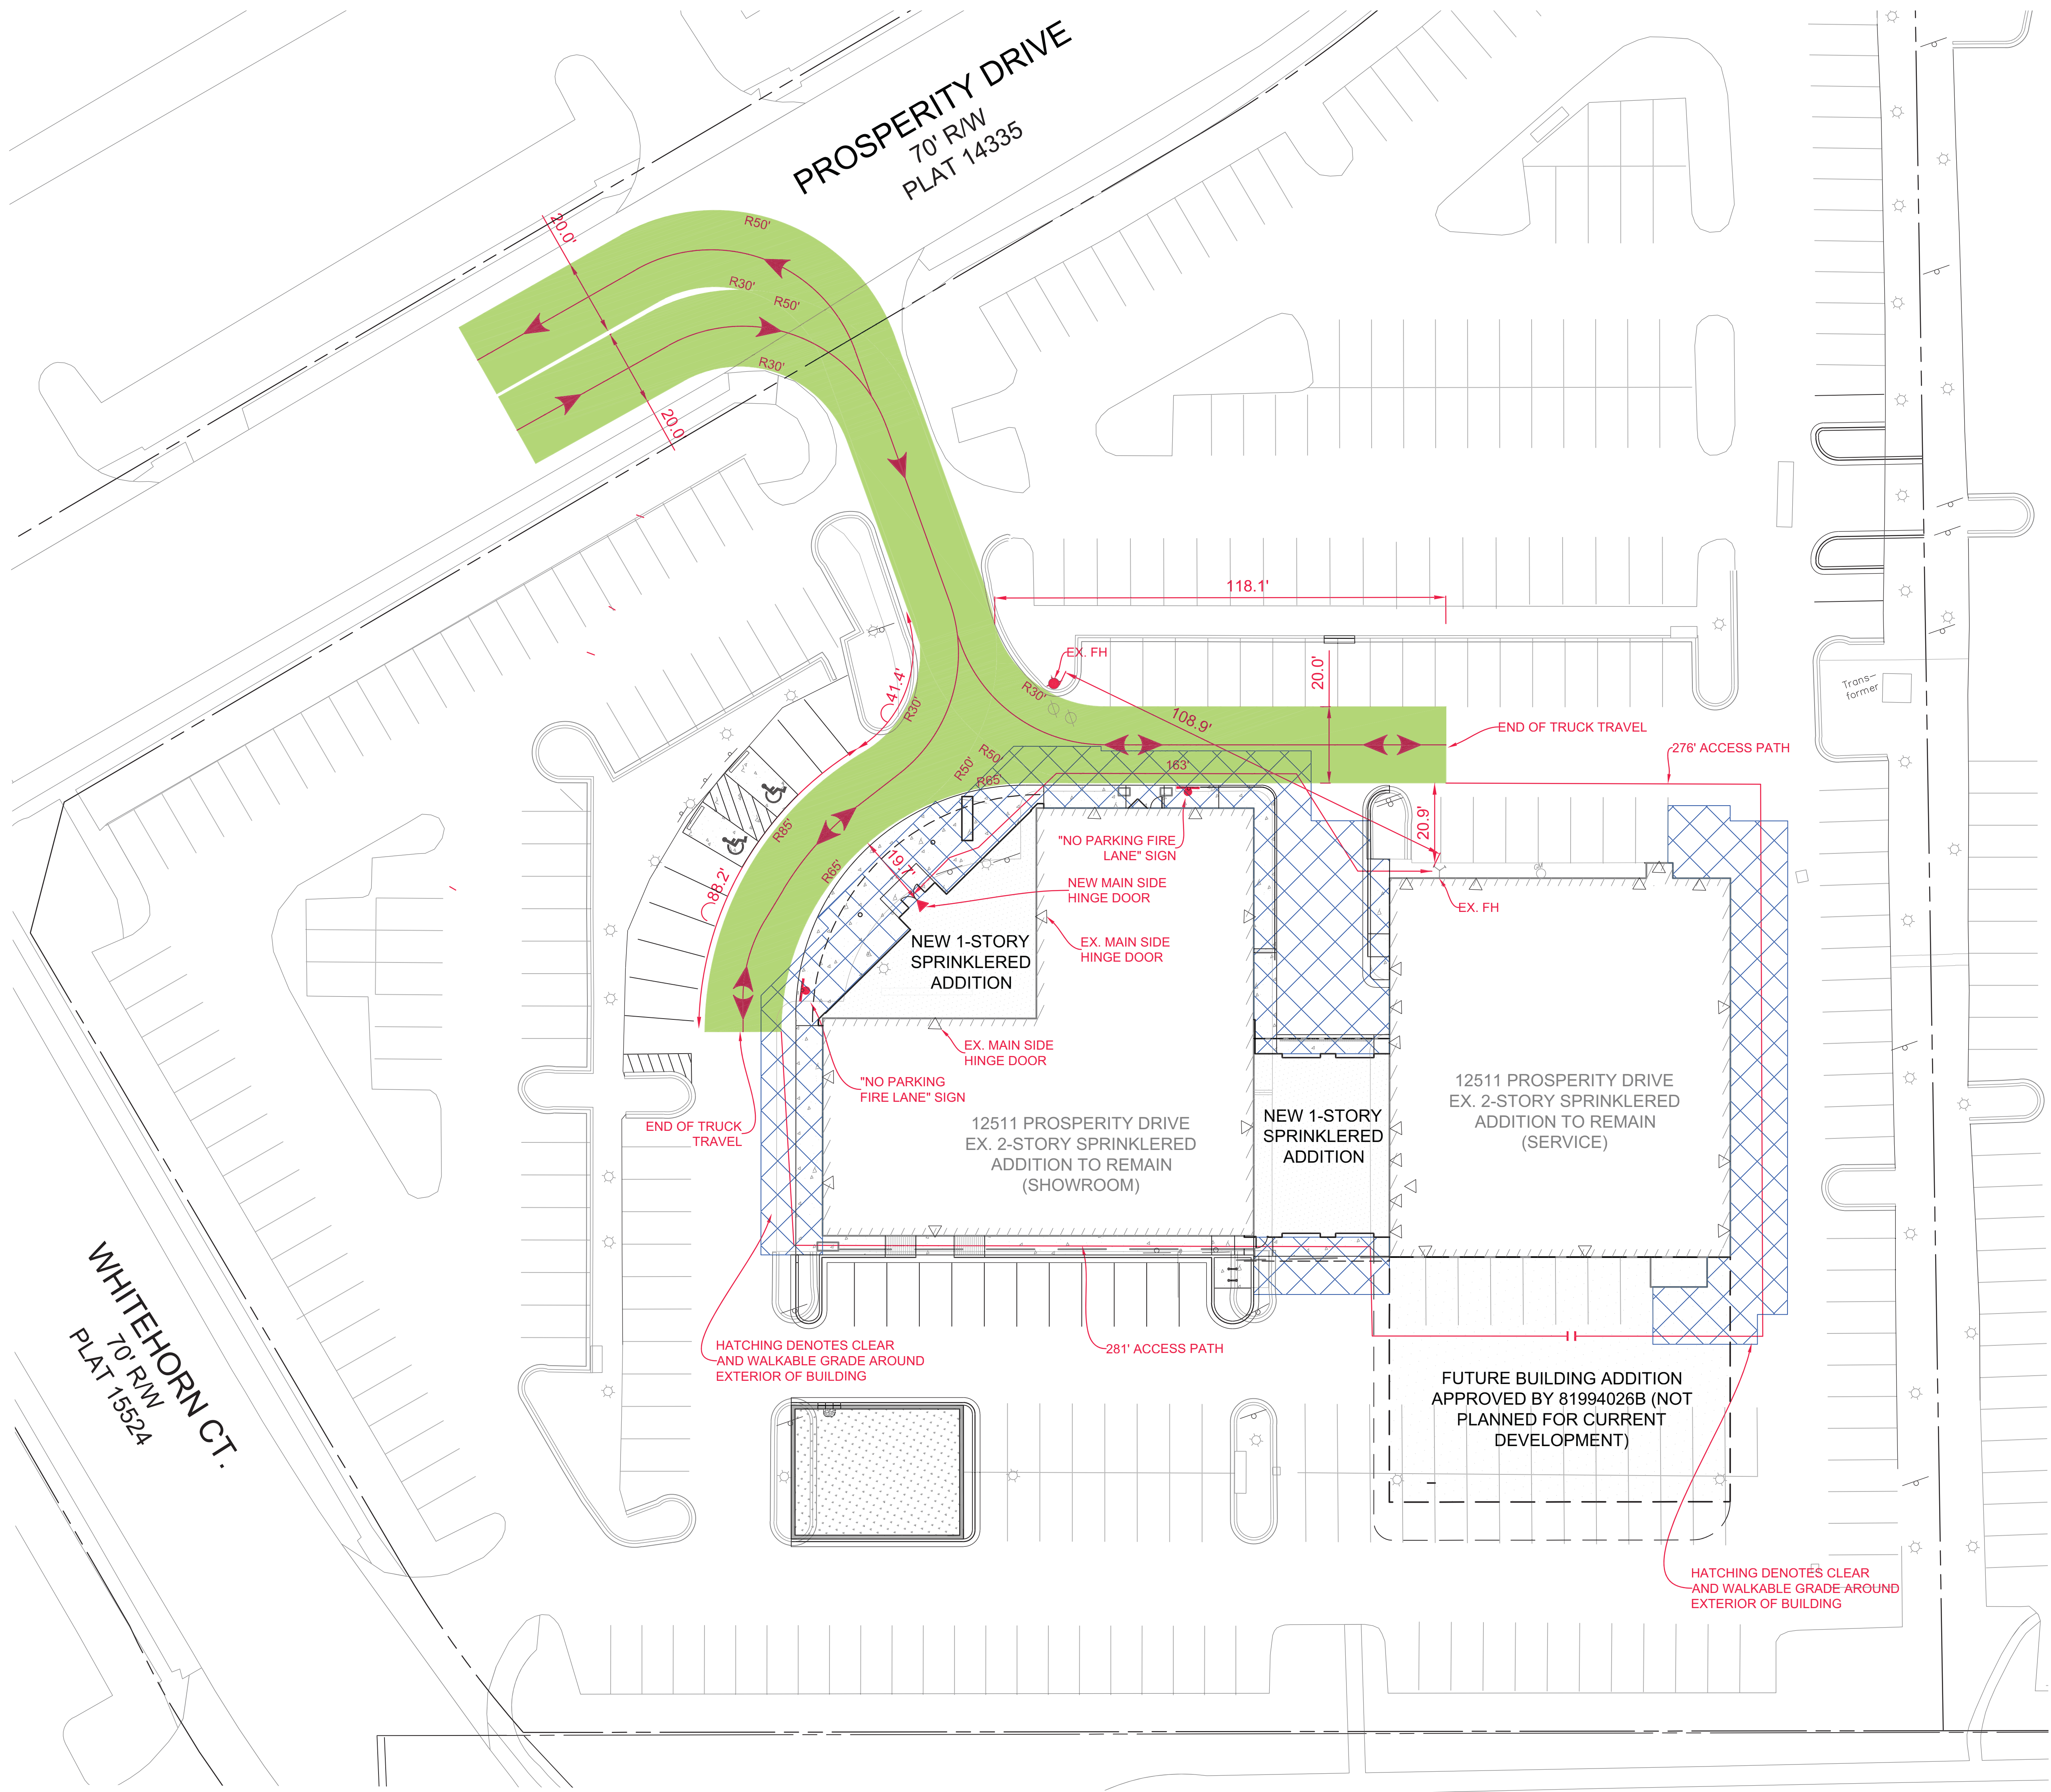 PROSPERITY DRIVE
70' R/W
PLAT 14335
20.0'
R50'
R30'
R50'
R30'
20.0'
118.1'
EX. FH
20.0'
41.4'
R30'
R30'
108.9'
END OF TRUCK TRAVEL
276' ACCESS PATH
Trans-
former
R50'
R50'
R65'
163'
R85'
R65'
19.7'
88.2'
20.9'
"NO PARKING FIRE
LANE" SIGN
NEW MAIN SIDE
HINGE DOOR
EX. FH
EX. MAIN SIDE
HINGE DOOR
NEW 1-STORY
SPRINKLERED
ADDITION
EX. MAIN SIDE
HINGE DOOR
"NO PARKING
FIRE LANE" SIGN
END OF TRUCK
TRAVEL
12511 PROSPERITY DRIVE
EX. 2-STORY SPRINKLERED
ADDITION TO REMAIN
(SHOWROOM)
NEW 1-STORY
SPRINKLERED
ADDITION
12511 PROSPERITY DRIVE
EX. 2-STORY SPRINKLERED
ADDITION TO REMAIN
(SERVICE)
WHITEHORN CT.
70' R/W
PLAT 15524
HATCHING DENOTES CLEAR
AND WALKABLE GRADE AROUND
EXTERIOR OF BUILDING
281' ACCESS PATH
FUTURE BUILDING ADDITION
APPROVED BY 81994026B (NOT
PLANNED FOR CURRENT
DEVELOPMENT)
HATCHING DENOTES CLEAR
AND WALKABLE GRADE AROUND
EXTERIOR OF BUILDING